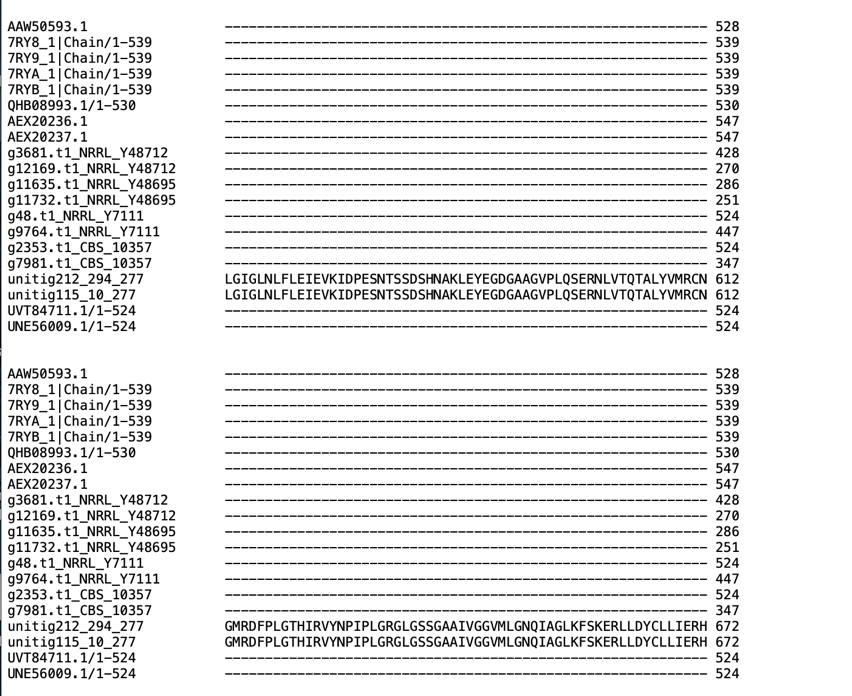 AAW50593.1 ------------------------------------------------------------ 528
7RY8_1|Chain/1-539 ------------------------------------------------------------ 539
7RY9_1|Chain/1-539 ------------------------------------------------------------ 539
7RYA_1|Chain/1-539 ------------------------------------------------------------ 539
7RYB_1|Chain/1-539 ------------------------------------------------------------ 539
QHB08993.1/1-530 ------------------------------------------------------------ 530
AEX20236.1 ------------------------------------------------------------ 547
AEX20237.1 ------------------------------------------------------------ 547
g3681.t1_NRRL_Y48712 ------------------------------------------------------------ 428
g12169.t1_NRRL_Y48712 ------------------------------------------------------------ 270
g11635.t1_NRRL_Y48695 ------------------------------------------------------------ 286
g11732.t1_NRRL_Y48695 ------------------------------------------------------------ 251
g48.t1_NRRL_Y7111 ------------------------------------------------------------ 524
g9764.t1_NRRL_Y7111 ------------------------------------------------------------ 447
g2353.t1_CBS_10357 ------------------------------------------------------------ 524
g7981.t1_CBS_10357 ------------------------------------------------------------ 347
unitig212_294_277 LGIGLNLFLEIEVKIDPESNTSSDSHNAKLEYEGDGAAGVPLQSERNLVTQTALYVMRCN 612
unitig115_10_277 LGIGLNLFLEIEVKIDPESNTSSDSHNAKLEYEGDGAAGVPLQSERNLVTQTALYVMRCN 612
UVT84711.1/1-524 ------------------------------------------------------------ 524
UNE56009.1/1-524 ------------------------------------------------------------ 524
AAW50593.1 ------------------------------------------------------------ 528
7RY8_1|Chain/1-539 ------------------------------------------------------------ 539
7RY9_1|Chain/1-539 ------------------------------------------------------------ 539
7RYA_1|Chain/1-539 ------------------------------------------------------------ 539
7RYB_1|Chain/1-539 ------------------------------------------------------------ 539
QHB08993.1/1-530 ------------------------------------------------------------ 530
AEX20236.1 ------------------------------------------------------------ 547
AEX20237.1 ------------------------------------------------------------ 547
g3681.t1_NRRL_Y48712 ------------------------------------------------------------ 428
g12169.t1_NRRL_Y48712 ------------------------------------------------------------ 270
g11635.t1_NRRL_Y48695 ------------------------------------------------------------ 286
g11732.t1_NRRL_Y48695 ------------------------------------------------------------ 251
g48.t1_NRRL_Y7111 ------------------------------------------------------------ 524
g9764.t1_NRRL_Y7111 ------------------------------------------------------------ 447
g2353.t1_CBS_10357 ------------------------------------------------------------ 524
g7981.t1_CBS_10357 ------------------------------------------------------------ 347
unitig212_294_277 GMRDFPLGTHIRVYNPIPLGRGLGSSGAAIVGGVMLGNQIAGLKFSKERLLDYCLLIERH 672
unitig115_10_277 GMRDFPLGTHIRVYNPIPLGRGLGSSGAAIVGGVMLGNQIAGLKFSKERLLDYCLLIERH 672
UVT84711.1/1-524 ------------------------------------------------------------ 524
UNE56009.1/1-524 ------------------------------------------------------------ 524